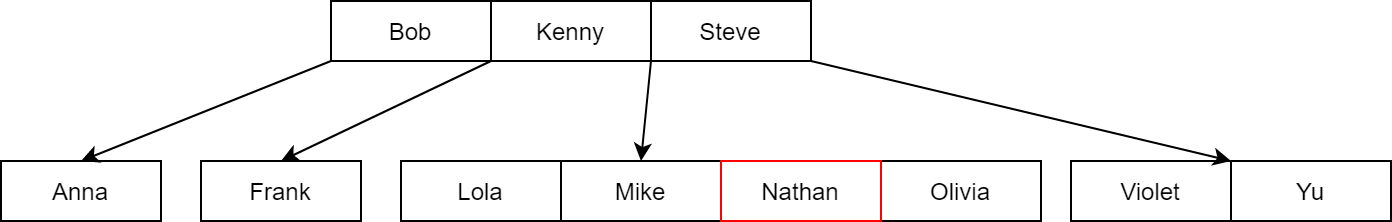 Bob Kenny Steve
Anna Frank Lola Mike Nathan Olivia Violet Yu